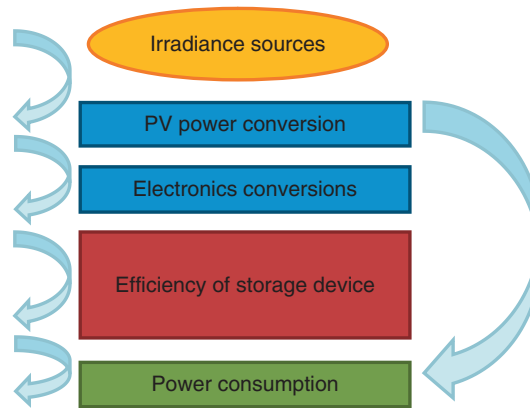 Irradiance sources
PV power conversion
Electronics conversions
Efficiency of storage device
Power consumption